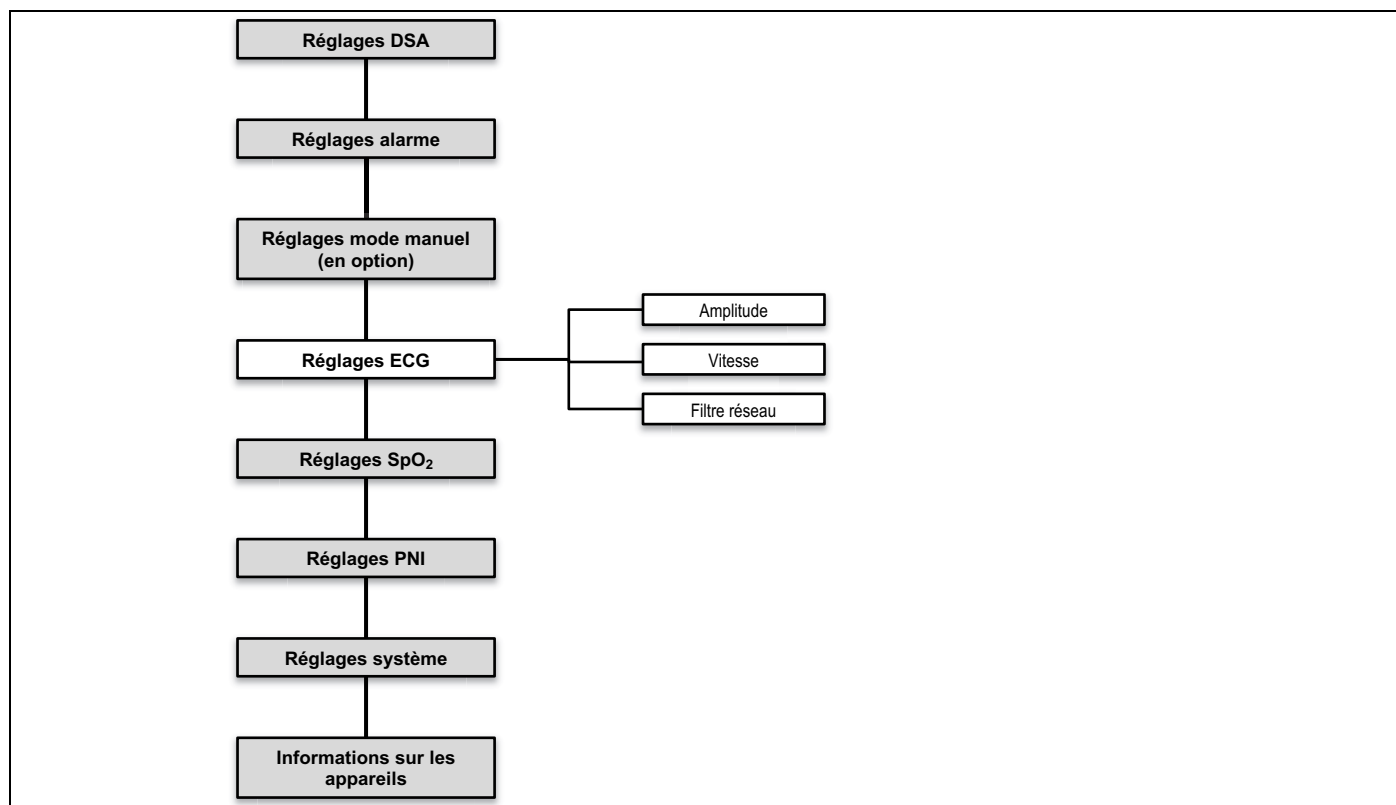 Réglages DSA
Réglages alarme
Réglages mode manuel
(en option)
Réglages ECG
Amplitude
Vitesse
Filtre réseau
Réglages SpO₂
Réglages PNI
Réglages système
Informations sur les
appareils